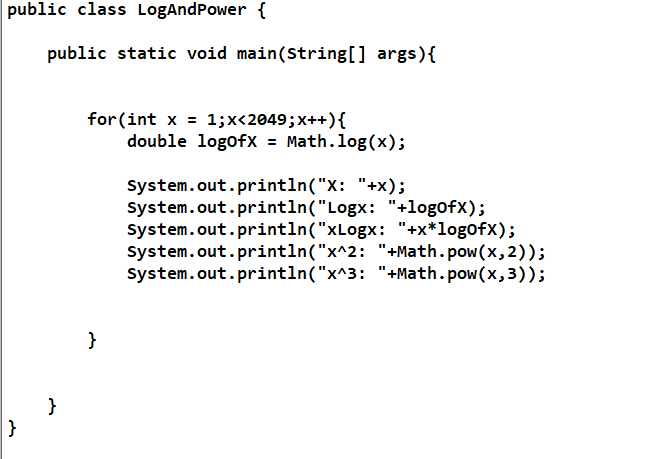 public class LogAndPower {
public static void main(String[] args){
for(int x = 1;x<2049;x++){
double logOfX = Math.log(x);
System.out.println("X: "+x);
System.out.println("Logx: "+logOfX);
System.out.println("xLogx: "+x*logOfX);
System.out.println("x^2: "+Math.pow(x,2));
System.out.println("x^3: "+Math.pow(x,3));
}
}
}